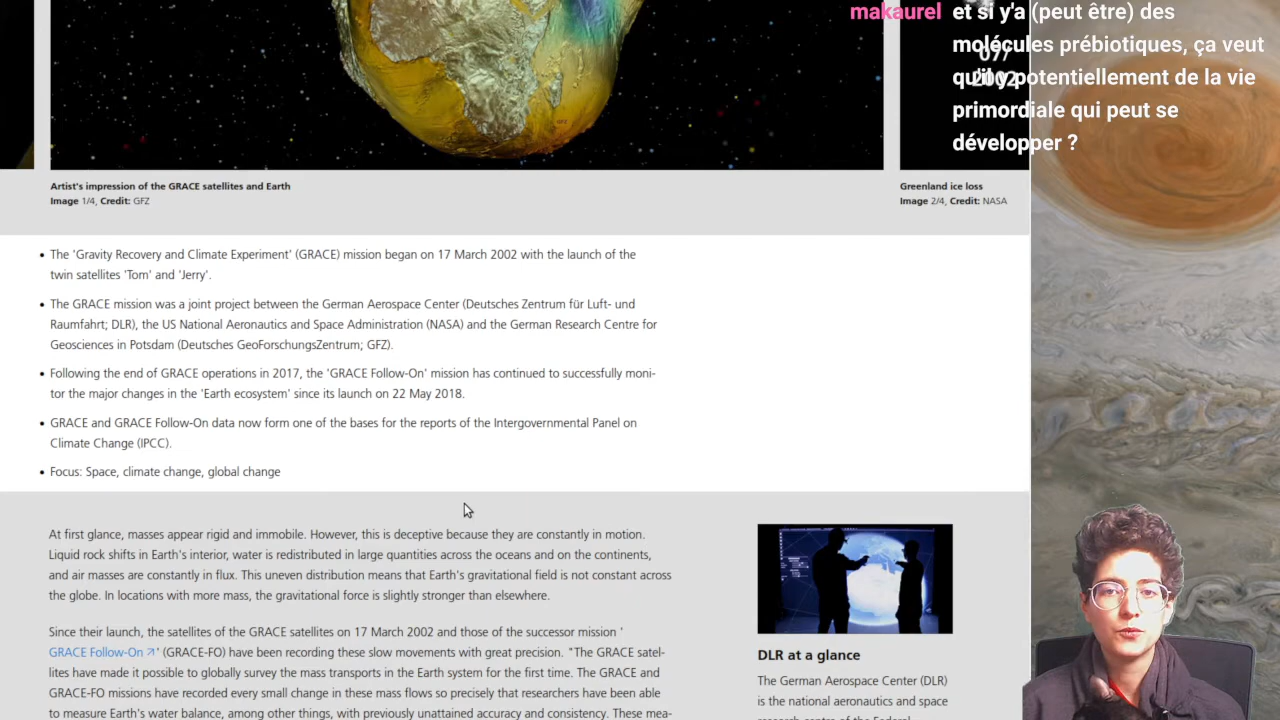 makaurel et si y'a (peut être) des
molécules prébiotiques, ça veut
qu'il y potentiellement de la vie
primordiale qui peut se
développer ?
07/
2002
Artist's impression of the GRACE satellites and Earth
Image 1/4, Credit: GFZ
Greenland ice loss
Image 2/4, Credit: NASA
• The 'Gravity Recovery and Climate Experiment' (GRACE) mission began on 17 March 2002 with the launch of the
twin satellites 'Tom' and 'Jerry'.
• The GRACE mission was a joint project between the German Aerospace Center (Deutsches Zentrum für Luft- und
Raumfahrt; DLR), the US National Aeronautics and Space Administration (NASA) and the German Research Centre for
Geosciences in Potsdam (Deutsches GeoForschungsZentrum; GFZ).
• Following the end of GRACE operations in 2017, the 'GRACE Follow-On' mission has continued to successfully moni-
tor the major changes in the 'Earth ecosystem' since its launch on 22 May 2018.
• GRACE and GRACE Follow-On data now form one of the bases for the reports of the Intergovernmental Panel on
Climate Change (IPCC).
• Focus: Space, climate change, global change
At first glance, masses appear rigid and immobile. However, this is deceptive because they are constantly in motion.
Liquid rock shifts in Earth's interior, water is redistributed in large quantities across the oceans and on the continents,
and air masses are constantly in flux. This uneven distribution means that Earth's gravitational field is not constant across
the globe. In locations with more mass, the gravitational force is slightly stronger than elsewhere.
Since their launch, the satellites of the GRACE satellites on 17 March 2002 and those of the successor mission '
GRACE Follow-On ↗' (GRACE-FO) have been recording these slow movements with great precision. "The GRACE satel-
lites have made it possible to globally survey the mass transports in the Earth system for the first time. The GRACE and
GRACE-FO missions have recorded every small change in these mass flows so precisely that researchers have been able
to measure Earth's water balance, among other things, with previously unattained accuracy and consistency. These mea-
DLR at a glance
The German Aerospace Center (DLR)
is the national aeronautics and space
research centre of the Federal